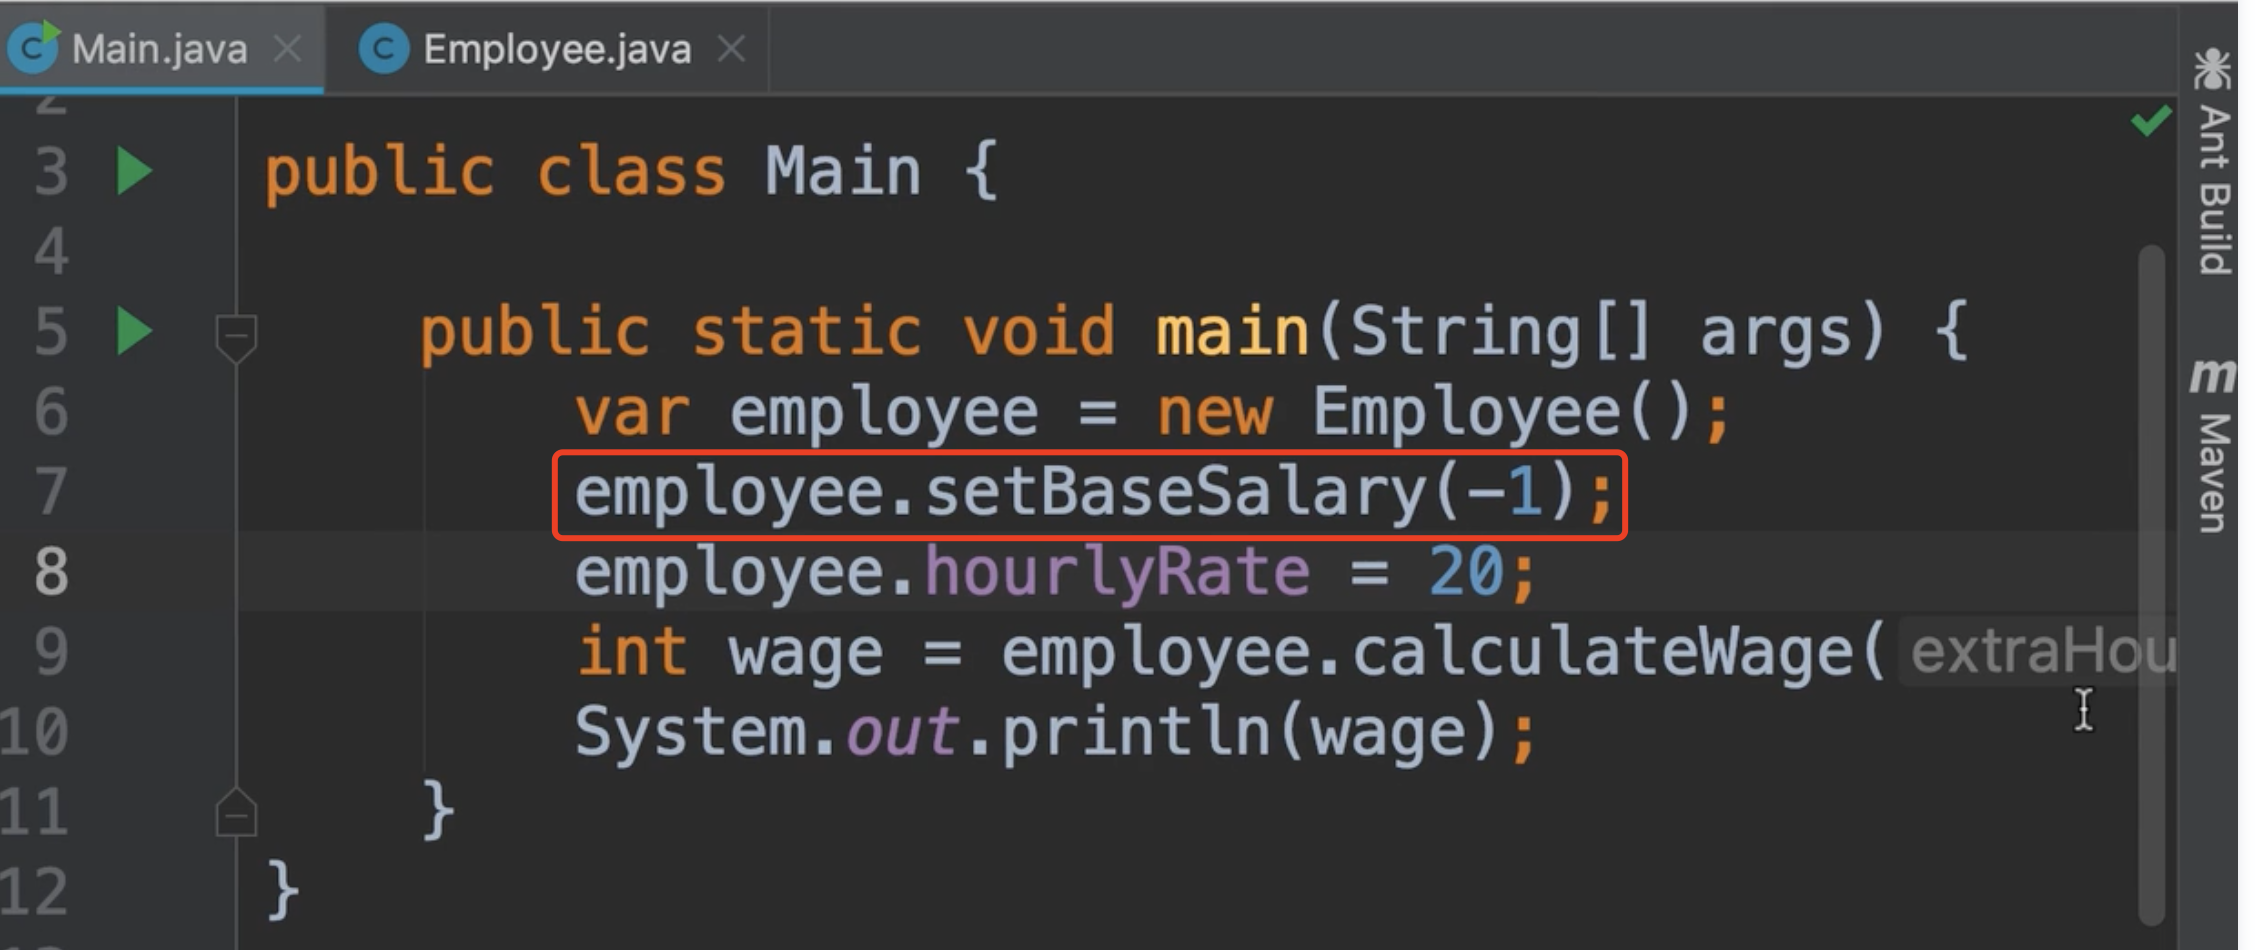 Main.java
Employee.java
2
3 public class Main {
4
5 public static void main(String[] args) {
6 var employee = new Employee();
7 employee.setBaseSalary(-1);
8 employee.hourlyRate = 20;
9 int wage = employee.calculateWage( extraHou
10 System.out.println(wage);
11 }
12 }
Ant Build
m Maven